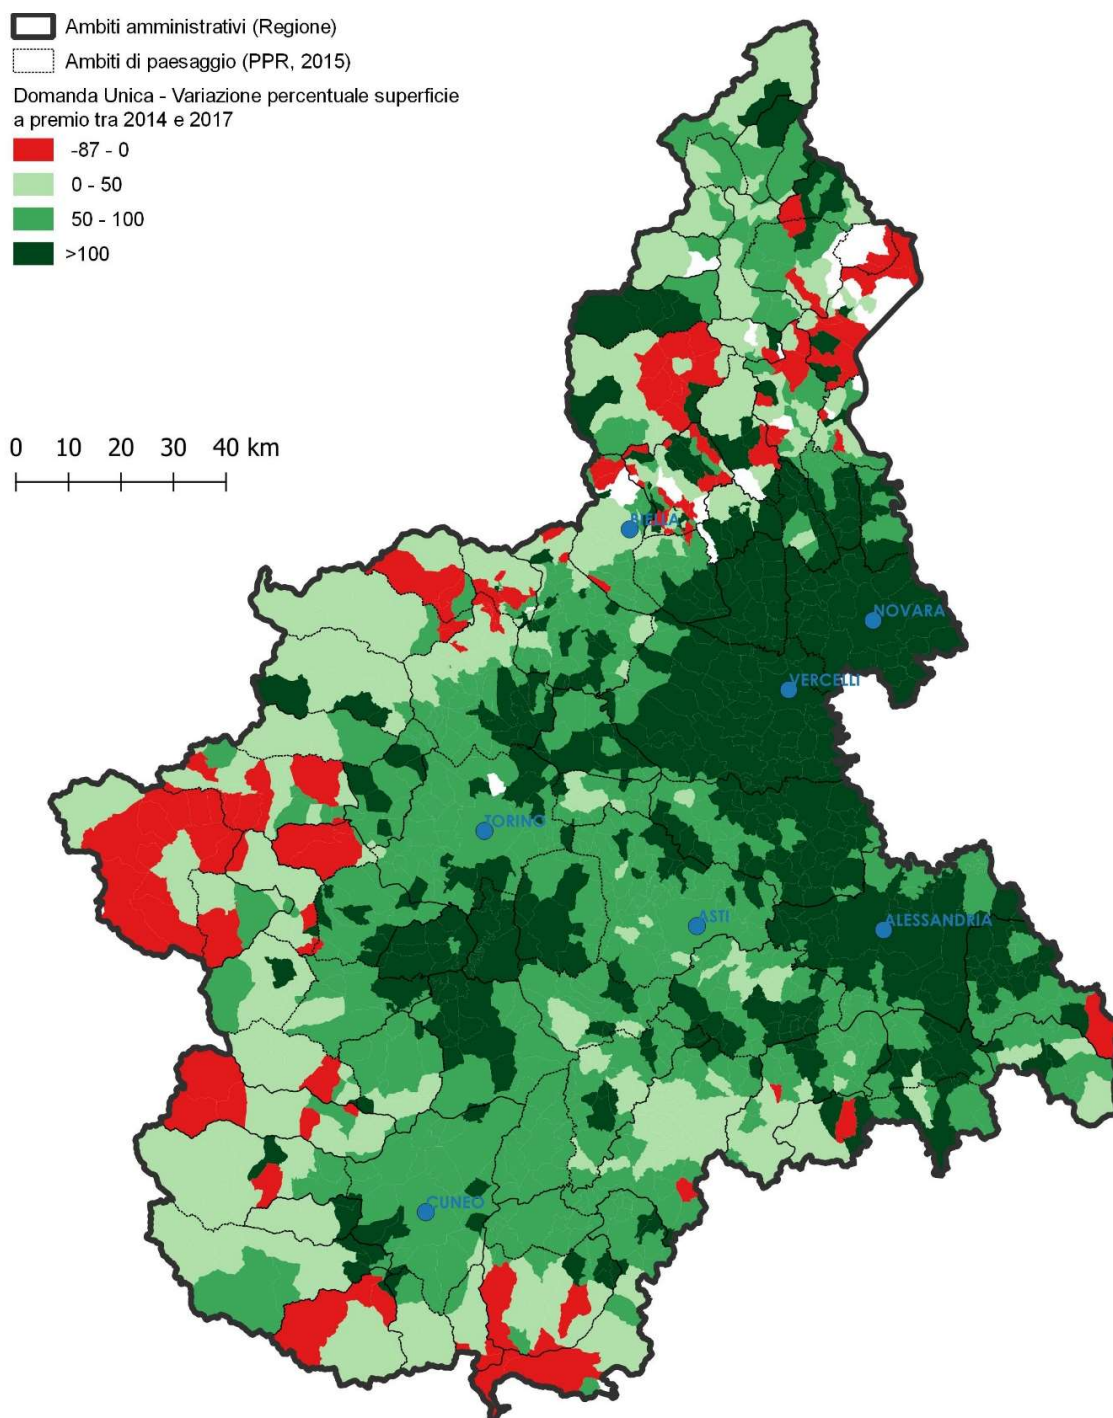 Ambiti amministrativi (Regione)
Ambiti di paesaggio (PPR, 2015)
Domanda Unica - Variazione percentuale superficie
a premio tra 2014 e 2017
-87 - 0
0 - 50
50 - 100
>100
0 10 20 30 40 km
BIELLA
NOVARA
VERCELLI
TORINO
ASTI
ALESSANDRIA
CUNEO